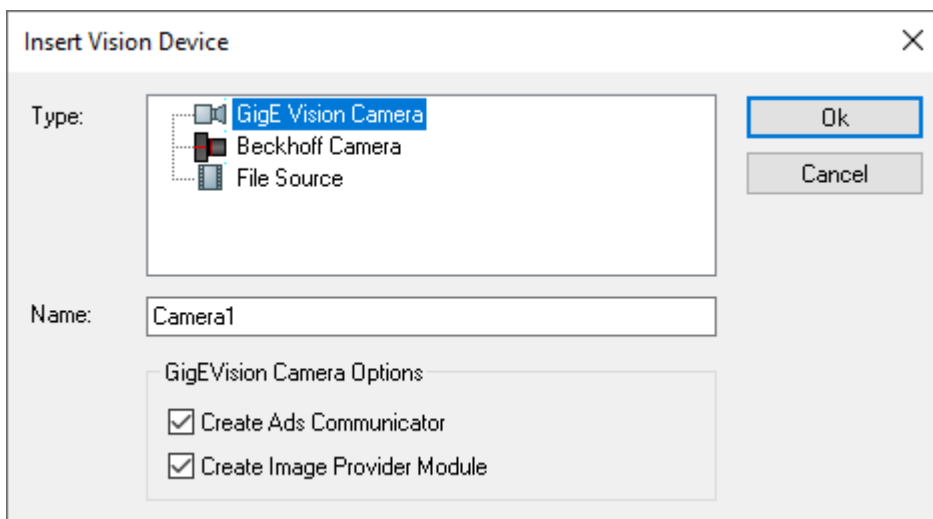 Insert Vision Device
Type:
GigE Vision Camera
Beckhoff Camera
File Source
Ok
Cancel
Name:
Camera1
GigEVision Camera Options
Create Ads Communicator
Create Image Provider Module